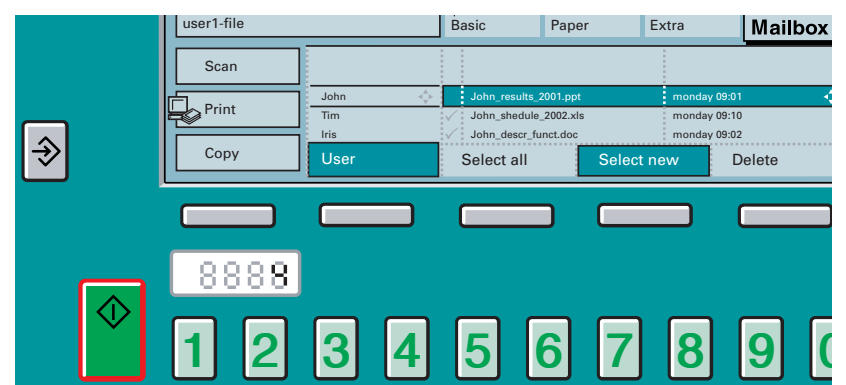 user1-file
Basic
Paper
Extra
Mailbox
Scan
Print
Copy
John
John_results_2001.ppt
monday 09:01
Tim
John_shedule_2002.xls
monday 09:10
Iris
John_descr_funct.doc
monday 09:02
User
Select all
Select new
Delete
8884
1 2 3 4 5 6 7 8 9 0